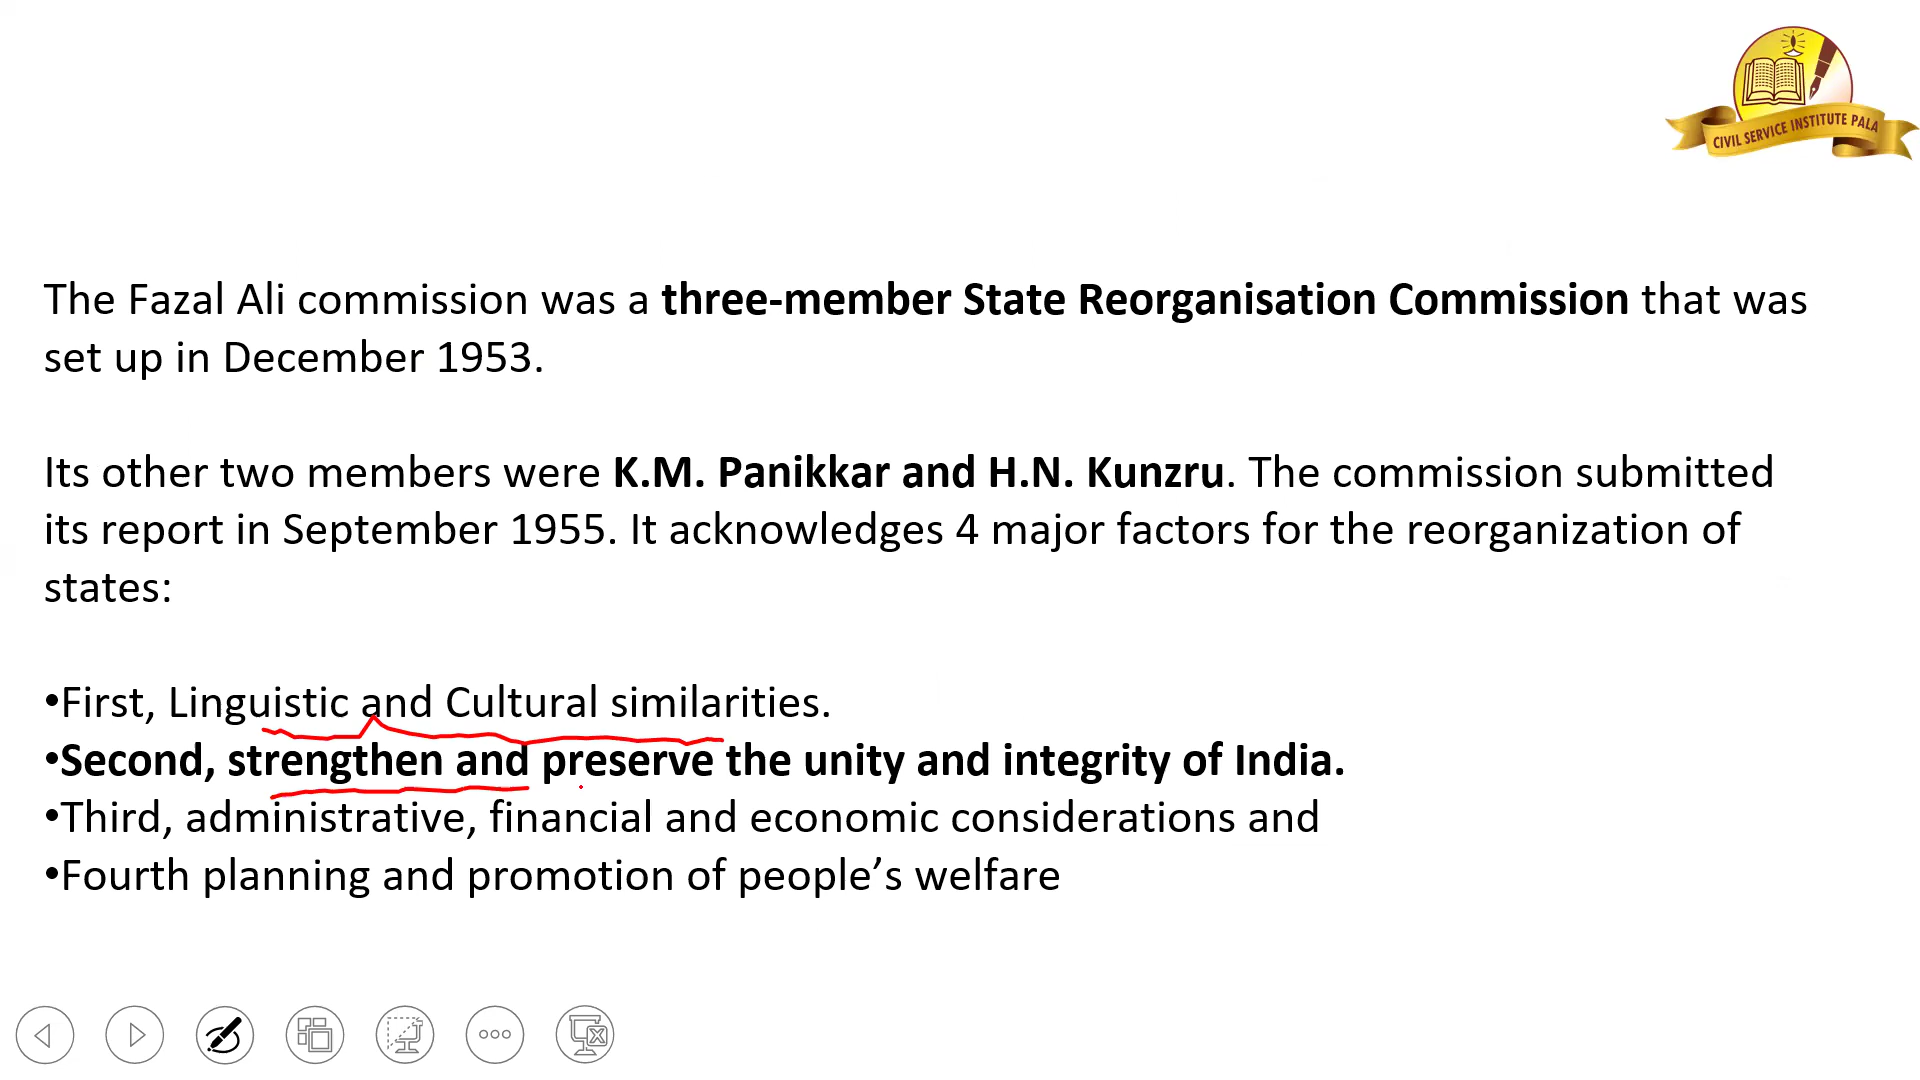 CIVIL SERVICE INSTITUTE PALA
The Fazal Ali commission was a three-member State Reorganisation Commission that was
set up in December 1953.
Its other two members were K.M. Panikkar and H.N. Kunzru. The commission submitted
its report in September 1955. It acknowledges 4 major factors for the reorganization of
states:
•First, Linguistic and Cultural similarities.
•Second, strengthen and preserve the unity and integrity of India.
•Third, administrative, financial and economic considerations and
•Fourth planning and promotion of people’s welfare